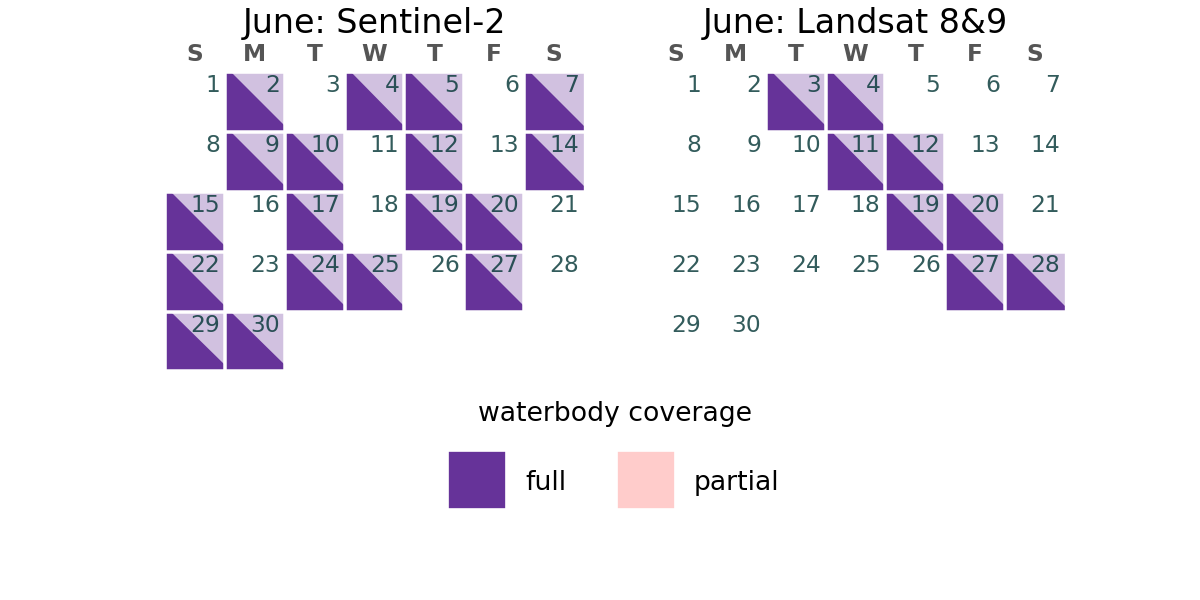 June: Sentinel-2
S M T W T F S
1 2 3 4 5 6 7
8 9 10 11 12 13 14
15 16 17 18 19 20 21
22 23 24 25 26 27 28
29 30
June: Landsat 8&9
S M T W T F S
1 2 3 4 5 6 7
8 9 10 11 12 13 14
15 16 17 18 19 20 21
22 23 24 25 26 27 28
29 30
waterbody coverage
full partial